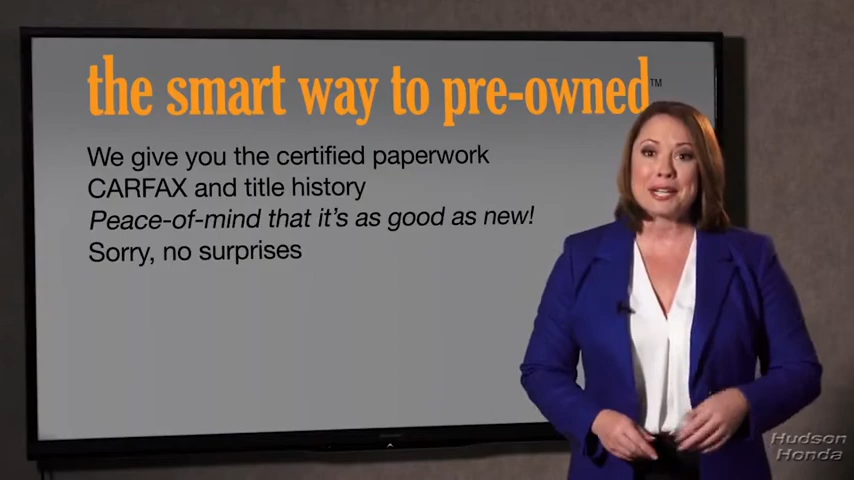 the smart way to pre-owned™
We give you the certified paperwork
CARFAX and title history
Peace-of-mind that it's as good as new!
Sorry, no surprises
Hudson
Honda